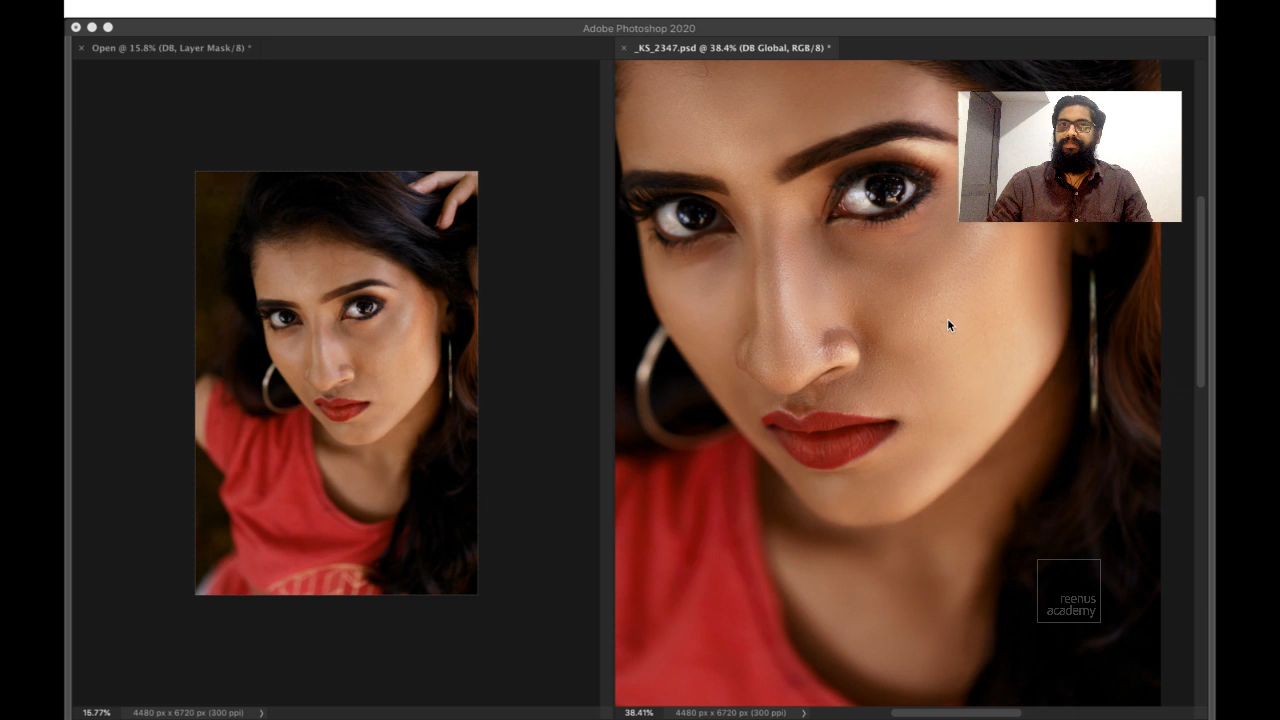 Adobe Photoshop 2020
Open @ 15.8% (DB, Layer Mask/8) *
_KS_2347.psd @ 38.4% (DB Global, RGB/8) *
reenus
academy
15.77%
4480 px x 6720 px (300 ppi)
38.41%
4480 px x 6720 px (300 ppi)